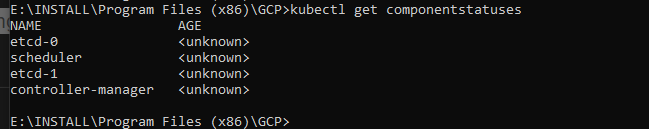 E:\INSTALL\Program Files (x86)\GCP>kubectl get componentstatuses
NAME                 AGE
etcd-0               <unknown>
scheduler            <unknown>
etcd-1               <unknown>
controller-manager   <unknown>
E:\INSTALL\Program Files (x86)\GCP>